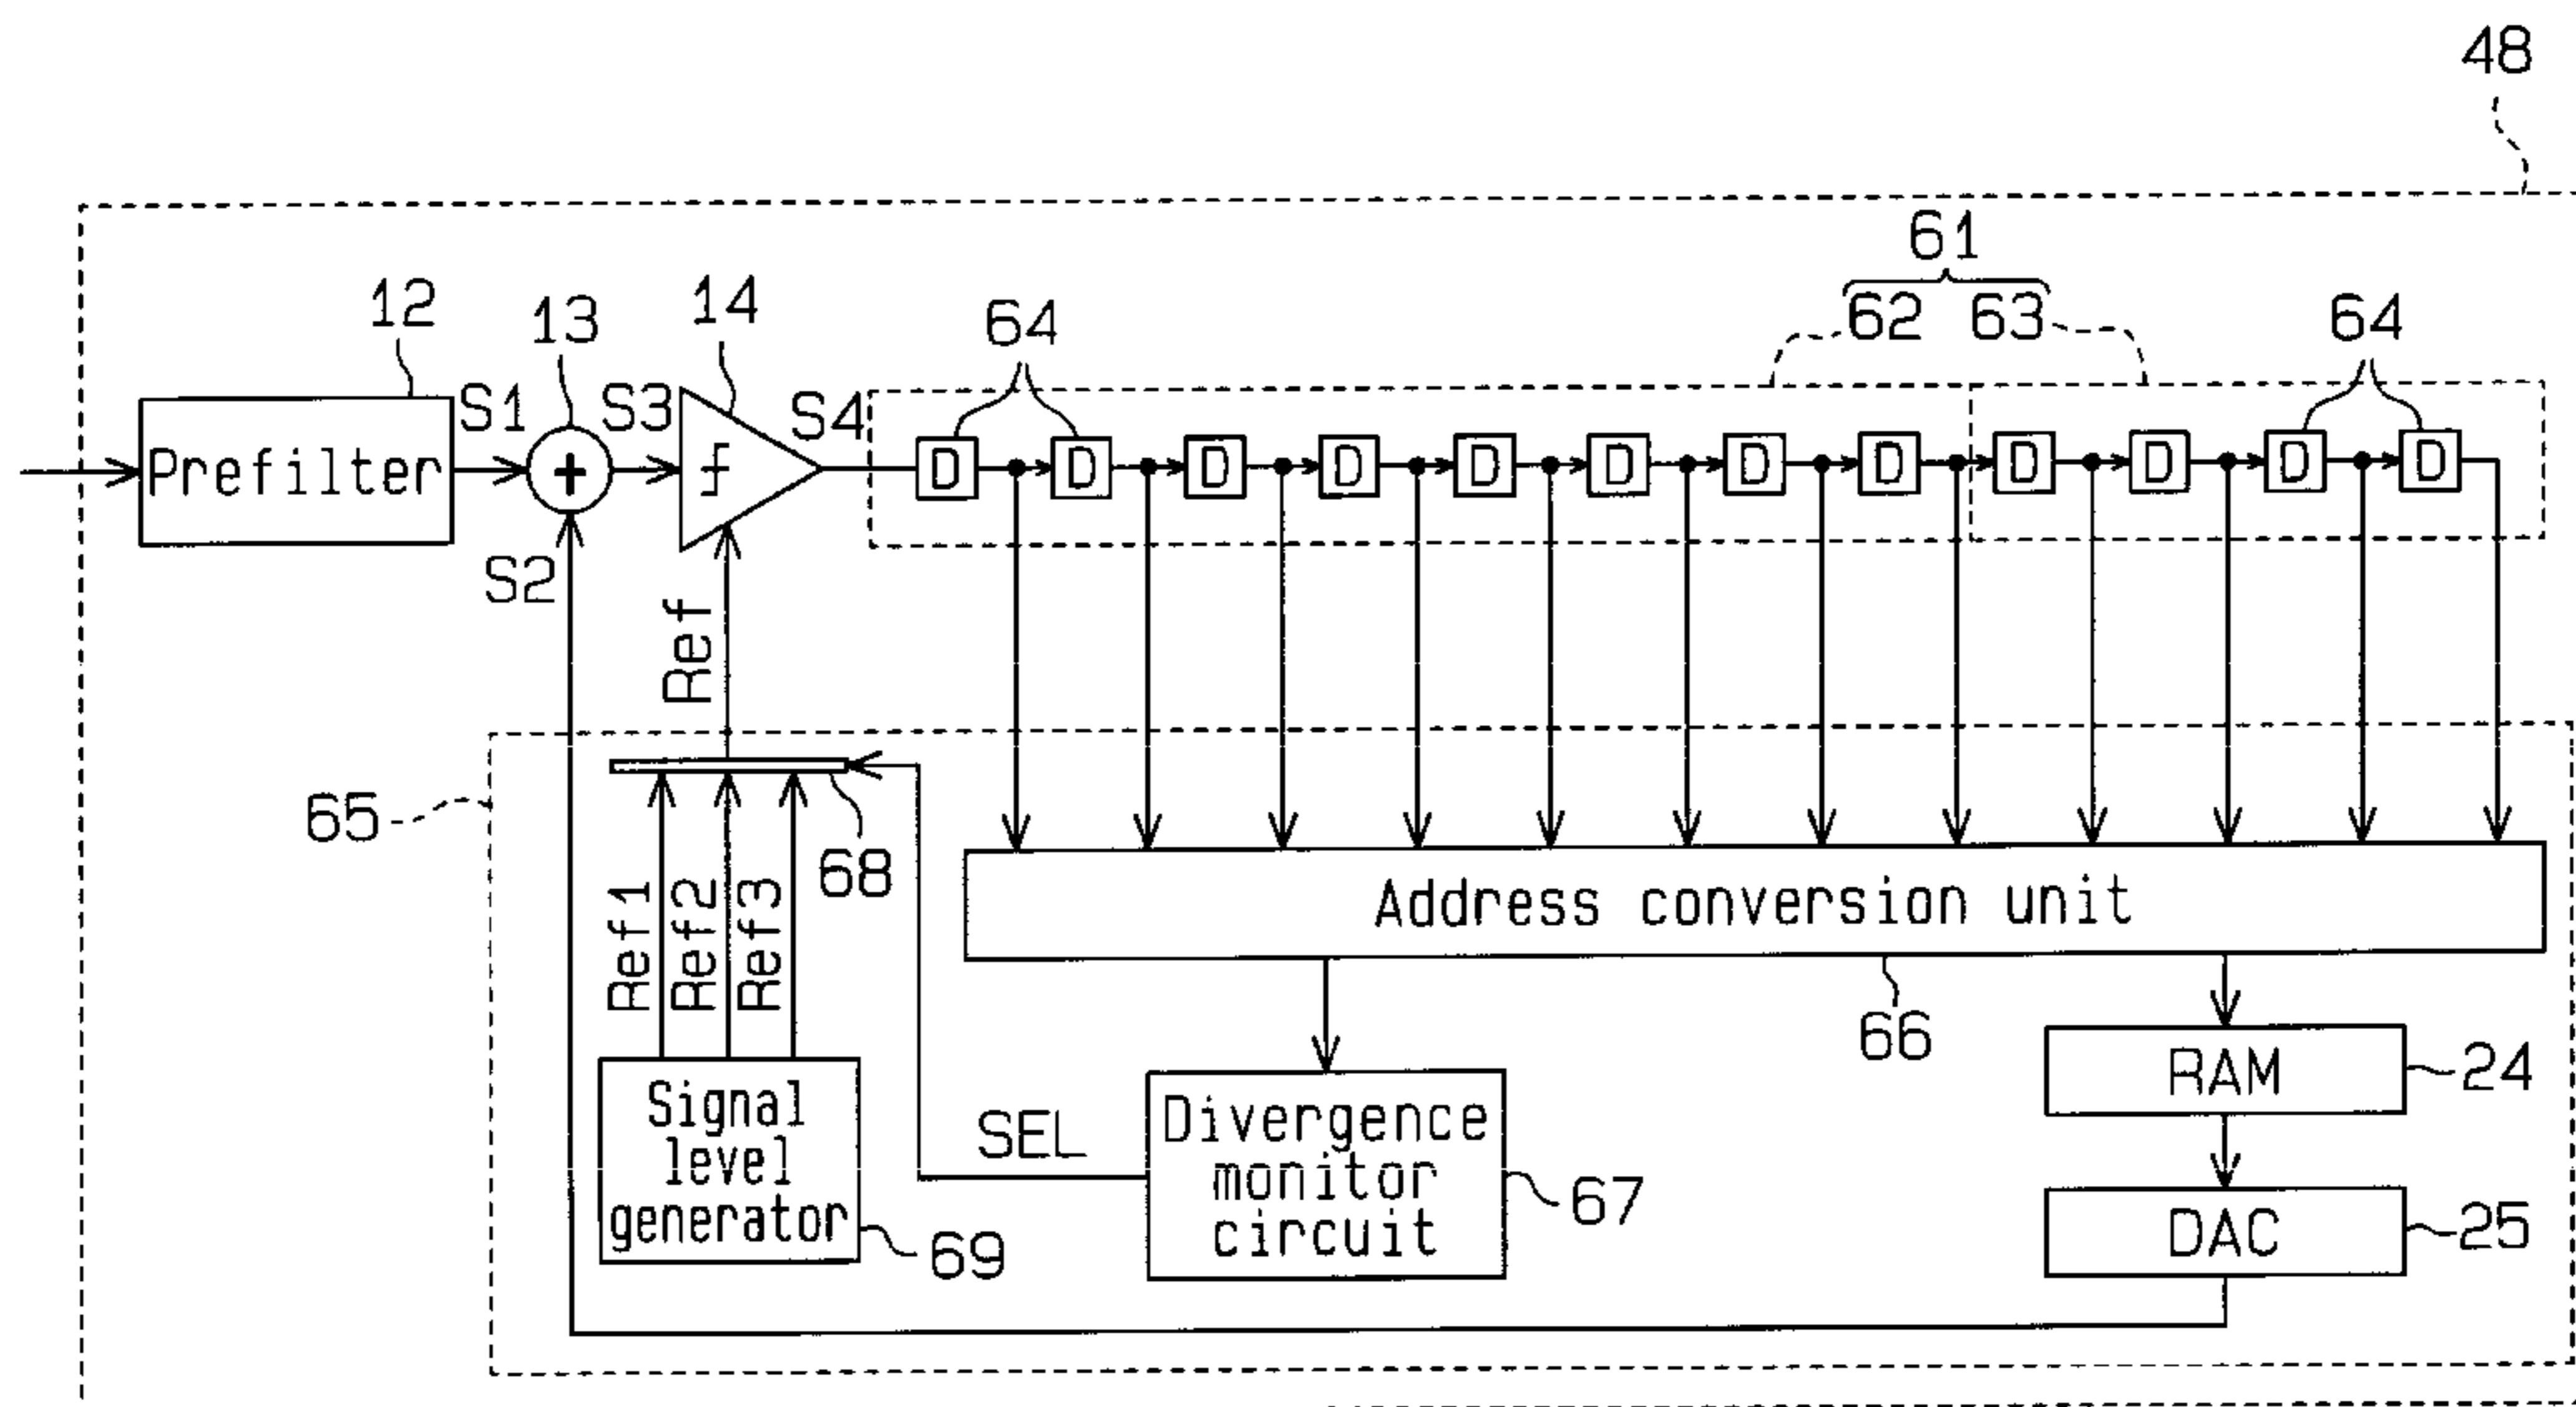 48
61
62 63
12
13
14
64
64
S1
S3
S4
Prefilter
+
D D D D D D D D D D D D
S2
Ref
65
68
Ref1
Ref2
Ref3
Address conversion unit
66
Signal
level
generator
69
SEL
Divergence
monitor
circuit
67
RAM
24
DAC
25